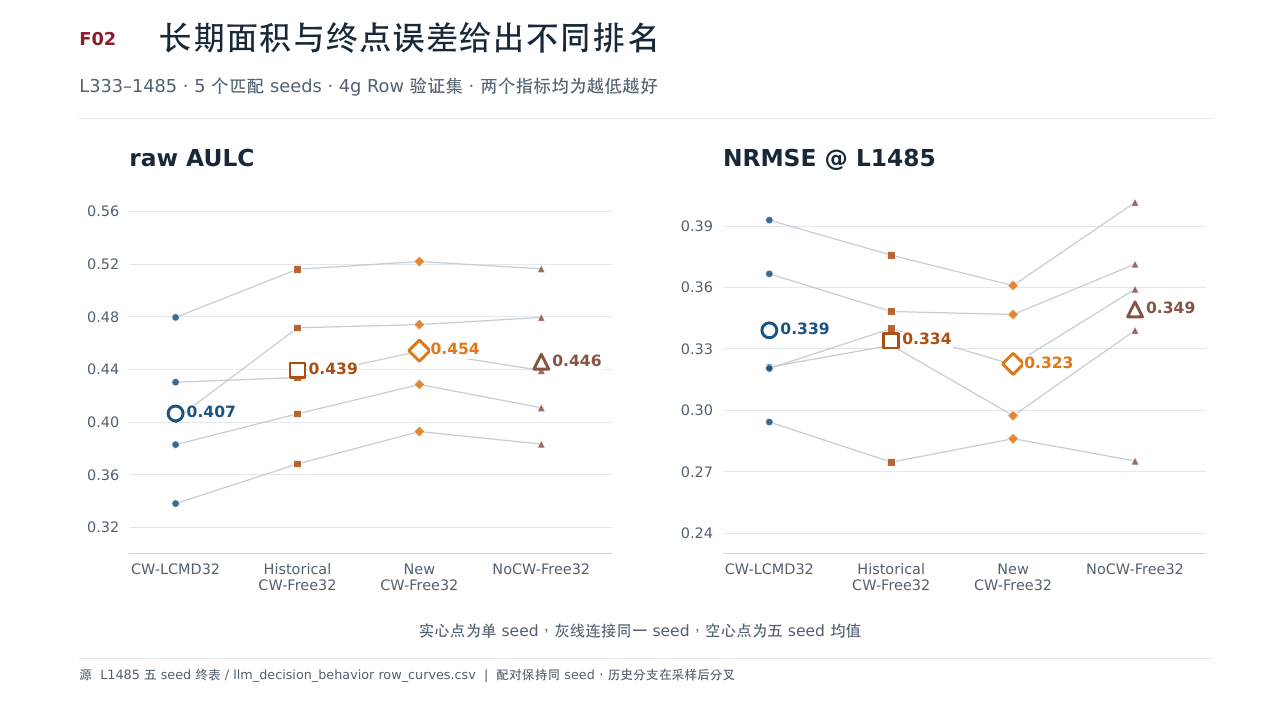 F02 长期面积与终点误差给出不同排名
L333–1485 · 5 个匹配 seeds · 4g Row 验证集 · 两个指标均为越低越好
raw AULC
0.56
0.52
0.48
0.44
0.40
0.36
0.32
0.407
0.439
0.454
0.446
CW-LCMD32
Historical
CW-Free32
New
CW-Free32
NoCW-Free32
NRMSE @ L1485
0.39
0.36
0.33
0.30
0.27
0.24
0.339
0.334
0.323
0.349
CW-LCMD32
Historical
CW-Free32
New
CW-Free32
NoCW-Free32
实心点为单 seed，灰线连接同一 seed，空心点为五 seed 均值
源 L1485 五 seed 终表 / llm_decision_behavior row_curves.csv | 配对保持同 seed，历史分支在采样后分叉